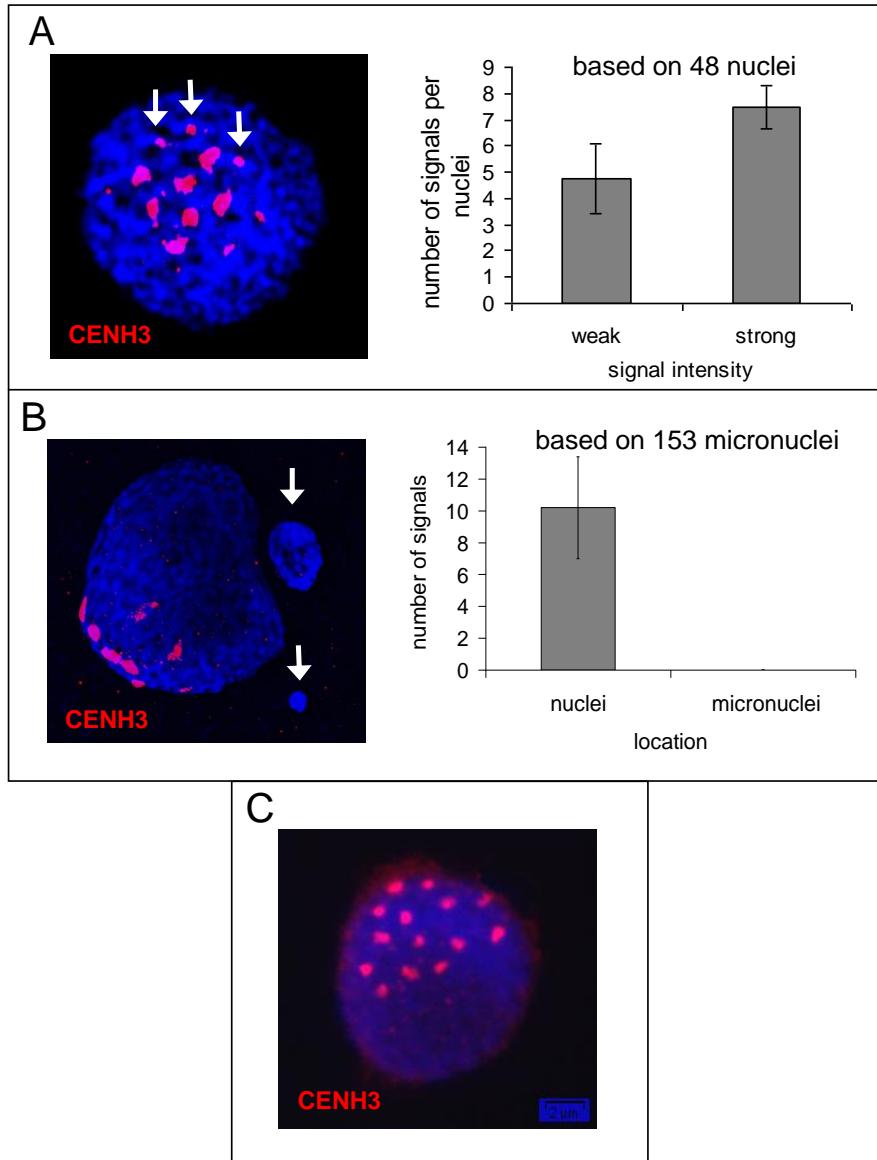 A
CENH3
based on 48 nuclei
number of signals per
nuclei
9
8
7
6
5
4
3
2
1
0
weak
strong
signal intensity
B
CENH3
based on 153 micronuclei
number of signals
14
12
10
8
6
4
2
0
nuclei
micronuclei
location
C
CENH3
2 µm